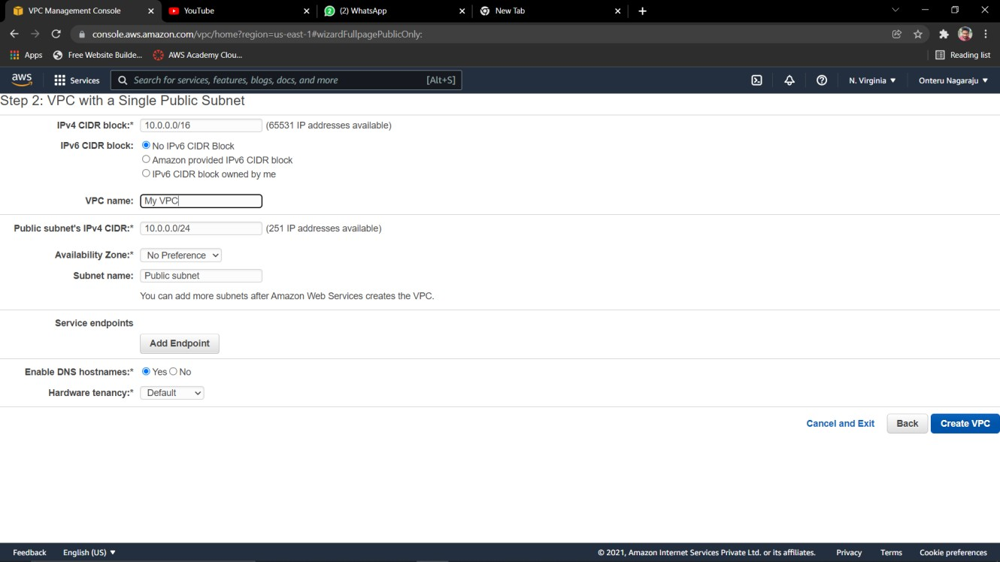 VPC Management Console
YouTube
(2) WhatsApp
New Tab
console.aws.amazon.com/vpc/home?region=us-east-1#wizardFullpagePublicOnly:
Apps
Free Website Builde...
AWS Academy Clou...
Reading list
aws
Services
Search for services, features, blogs, docs, and more [Alt+S]
N. Virginia
Onteru Nagaraju
Step 2: VPC with a Single Public Subnet
IPv4 CIDR block:* 10.0.0.0/16 (65531 IP addresses available)
IPv6 CIDR block: No IPv6 CIDR Block
Amazon provided IPv6 CIDR block
IPv6 CIDR block owned by me
VPC name: My VPC
Public subnet's IPv4 CIDR:* 10.0.0.0/24 (251 IP addresses available)
Availability Zone:* No Preference
Subnet name: Public subnet
You can add more subnets after Amazon Web Services creates the VPC.
Service endpoints
Add Endpoint
Enable DNS hostnames:* Yes No
Hardware tenancy:* Default
Cancel and Exit Back Create VPC
Feedback English (US) © 2021, Amazon Internet Services Private Ltd. or its affiliates. Privacy Terms Cookie preferences